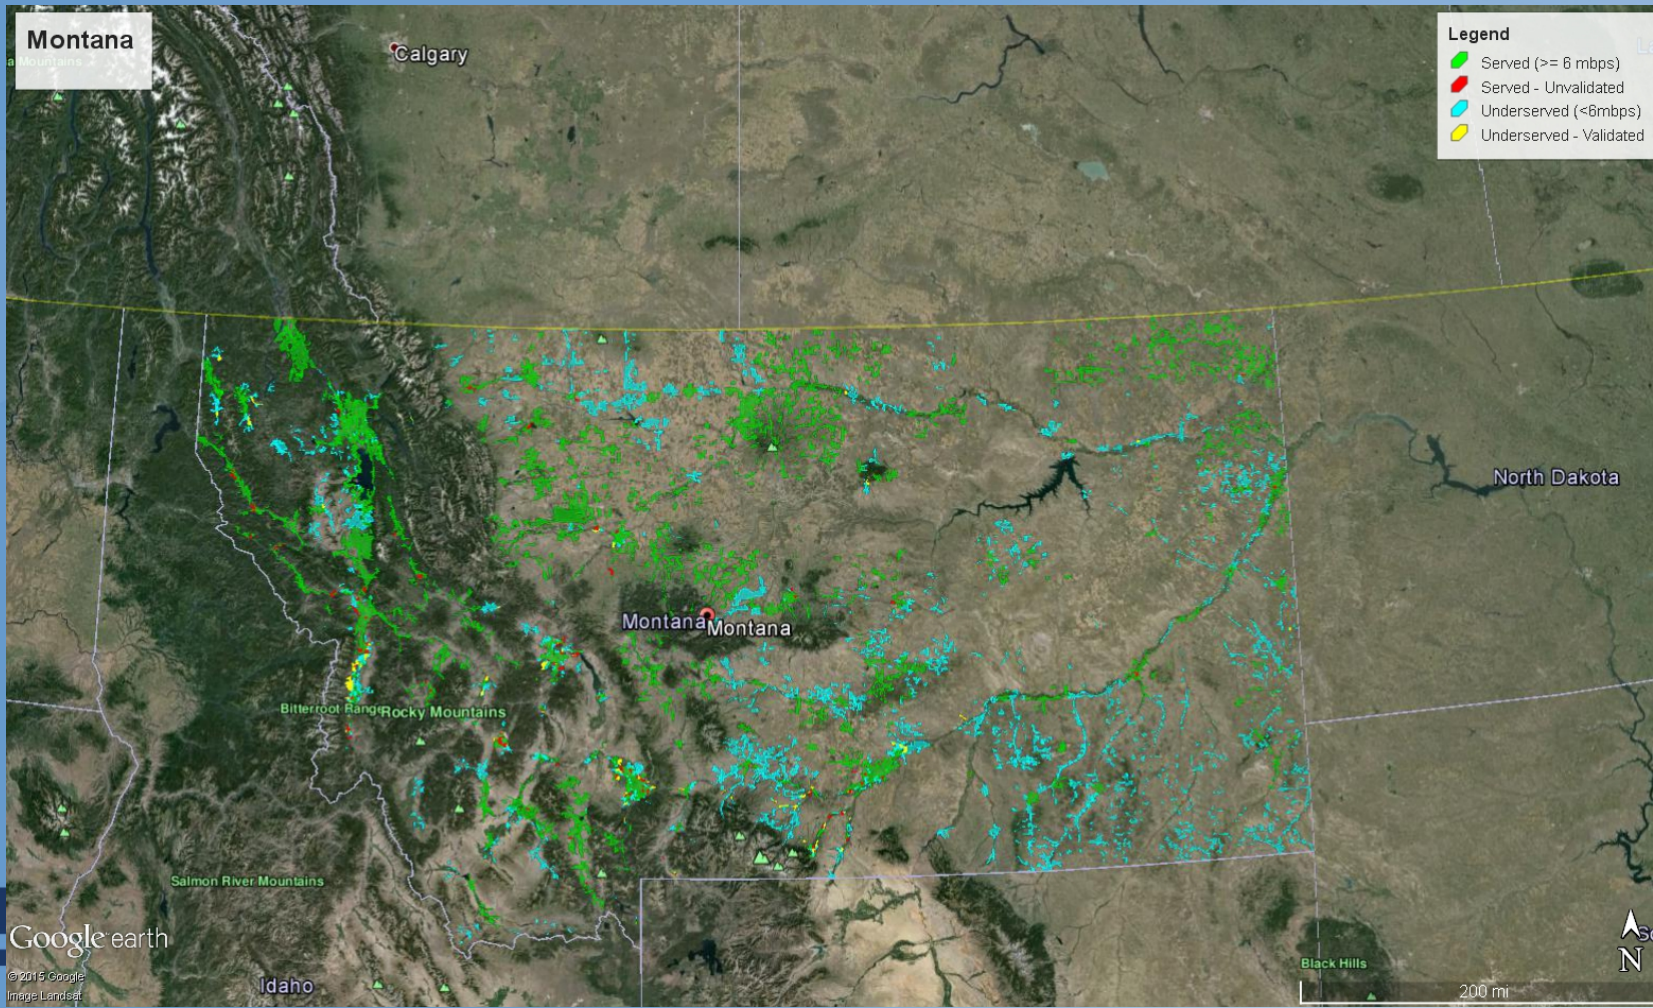 Montana
Calgary
Legend
Served (>= 6 mbps)
Served - Unvalidated
Underserved (<6mbps)
Underserved - Validated
North Dakota
Montana
Montana
Bitterroot Range
Rocky Mountains
Salmon River Mountains
Google earth
© 2015 Google
Image Landsat
Idaho
Black Hills
N
200 mi